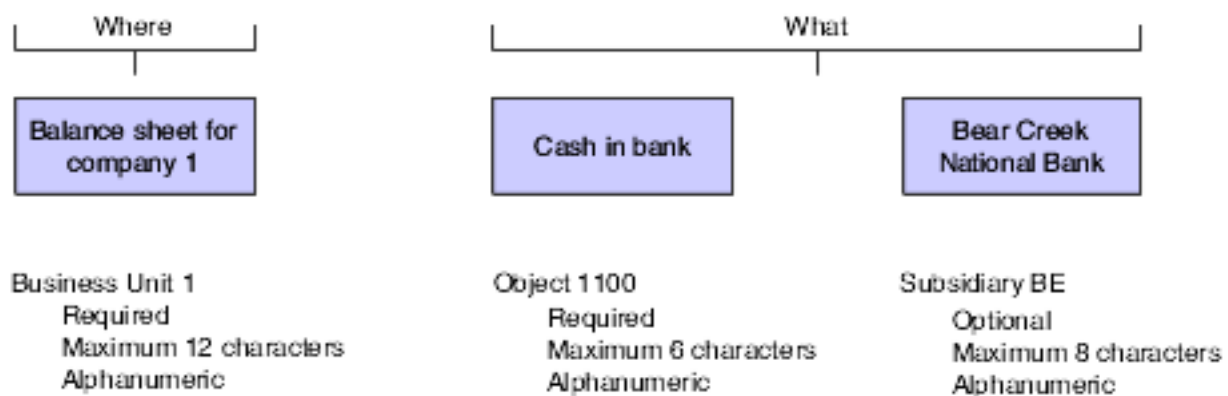 Where
What
Balance sheet for
company 1
Cash in bank
Bear Creek
National Bank
Business Unit 1
Required
Maximum 12 characters
Alphanumeric
Object 1100
Required
Maximum 6 characters
Alphanumeric
Subsidiary BE
Optional
Maximum 8 characters
Alphanumeric